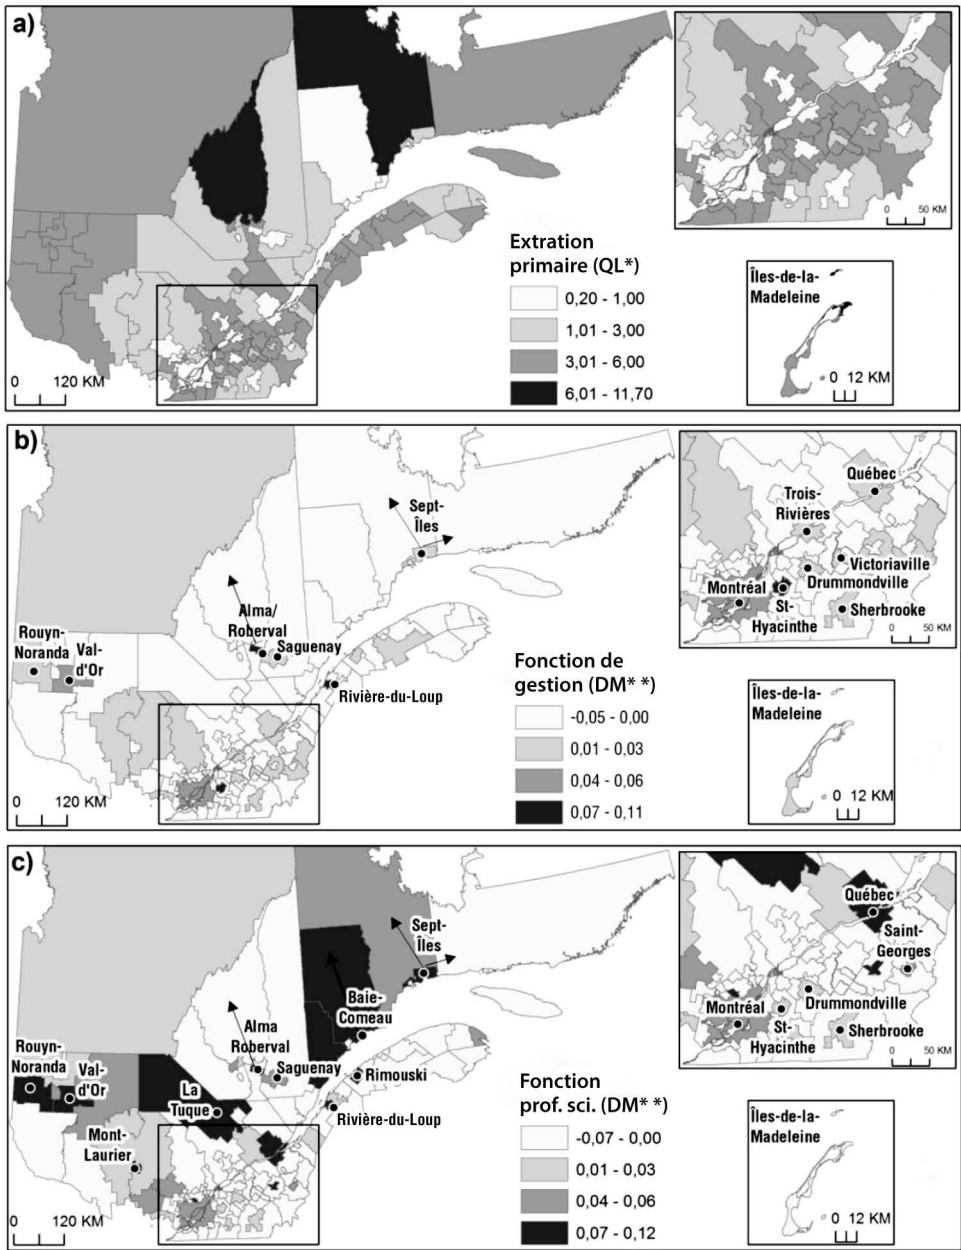 a)
Extration
primaire (QL*)
0,20 - 1,00
1,01 - 3,00
3,01 - 6,00
6,01 - 11,70
0 120 KM
0 50 KM
Îles-de-la-
Madeleine
0 12 KM
b)
Sept-
Îles
Alma/
Roberval
Saguenay
Rouyn-
Noranda
Val-
d'Or
Rivière-du-Loup
Fonction de
gestion (DM* *)
-0,05 - 0,00
0,01 - 0,03
0,04 - 0,06
0,07 - 0,11
0 120 KM
Québec
Trois-
Rivières
Victoriaville
Drummondville
Montréal
St-
Hyacinthe
Sherbrooke
0 50 KM
Îles-de-la-
Madeleine
0 12 KM
c)
Sept-
Îles
Baie-
Comeau
Alma
Roberval
Saguenay
Rimouski
Rouyn-
Noranda
Val-
d'Or
La
Tuque
Rivière-du-Loup
Mont-
Laurier
Fonction
prof. sci. (DM* *)
-0,07 - 0,00
0,01 - 0,03
0,04 - 0,06
0,07 - 0,12
0 120 KM
Québec
Saint-
Georges
Drummondville
Montréal
St-
Hyacinthe
Sherbrooke
0 50 KM
Îles-de-la-
Madeleine
0 12 KM